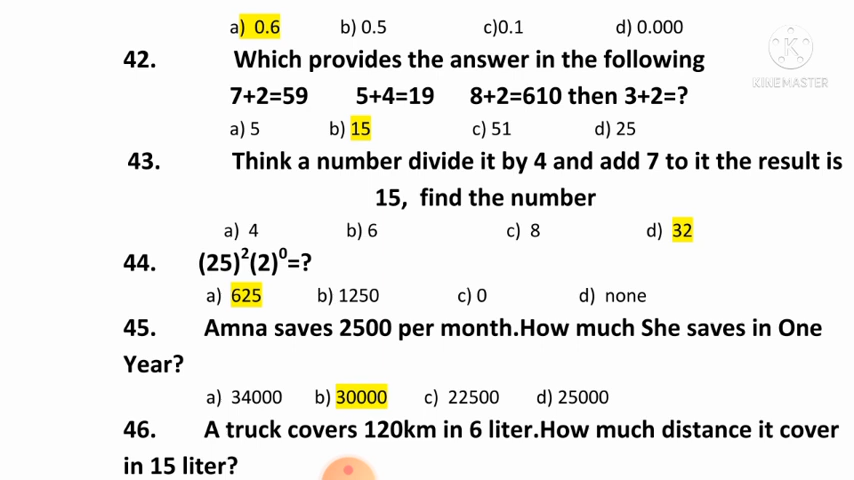 a) 0.6 b) 0.5 c)0.1 d) 0.000
42. Which provides the answer in the following
7+2=59 5+4=19 8+2=610 then 3+2=?
a) 5 b) 15 c) 51 d) 25
43. Think a number divide it by 4 and add 7 to it the result is
15, find the number
a) 4 b) 6 c) 8 d) 32
44. (25)²(2)⁰=?
a) 625 b) 1250 c) 0 d) none
45. Amna saves 2500 per month.How much She saves in One
Year?
a) 34000 b) 30000 c) 22500 d) 25000
46. A truck covers 120km in 6 liter.How much distance it cover
in 15 liter?
K
KINEMASTER